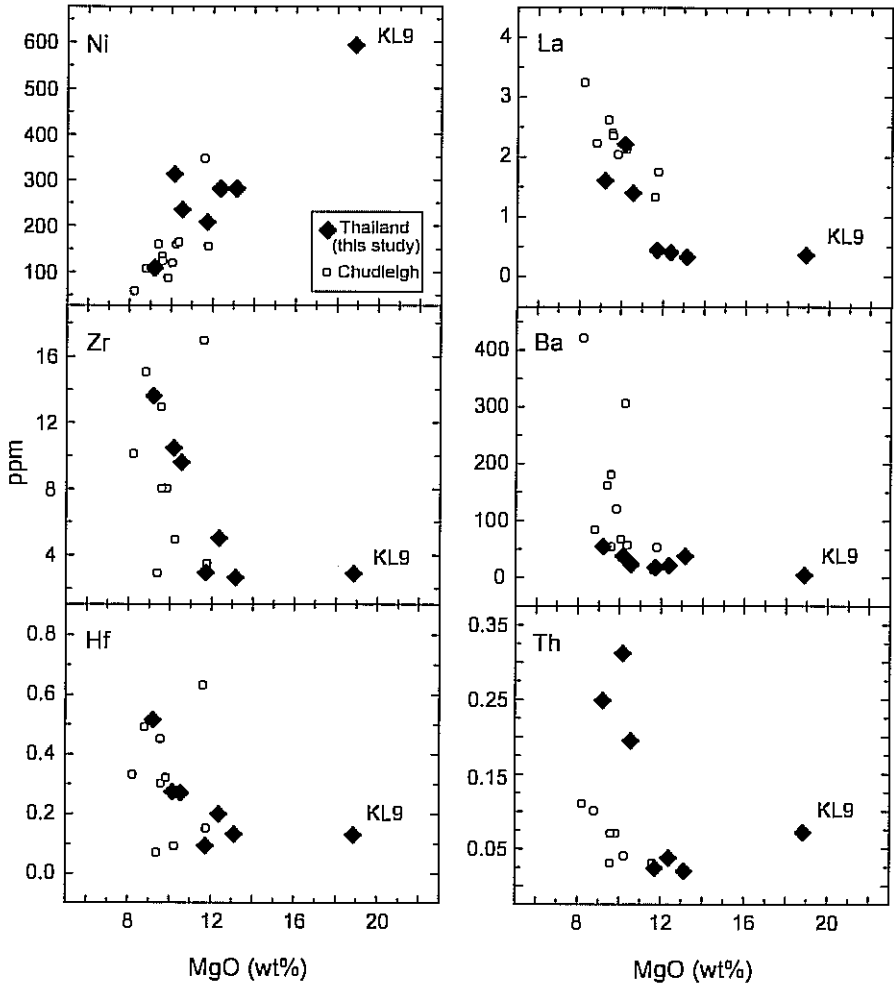 Ni
KL9
600
500
400
300
200
100
Thailand
(this study)
Chudleigh
La
KL9
4
3
2
1
0
Zr
KL9
16
12
8
4
ppm
Ba
KL9
400
300
200
100
50
0
Hf
KL9
0.8
0.6
0.4
0.2
0.0
8 12 16 20
MgO (wt%)
Th
KL9
0.35
0.25
0.15
0.05
8 12 16 20
MgO (wt%)